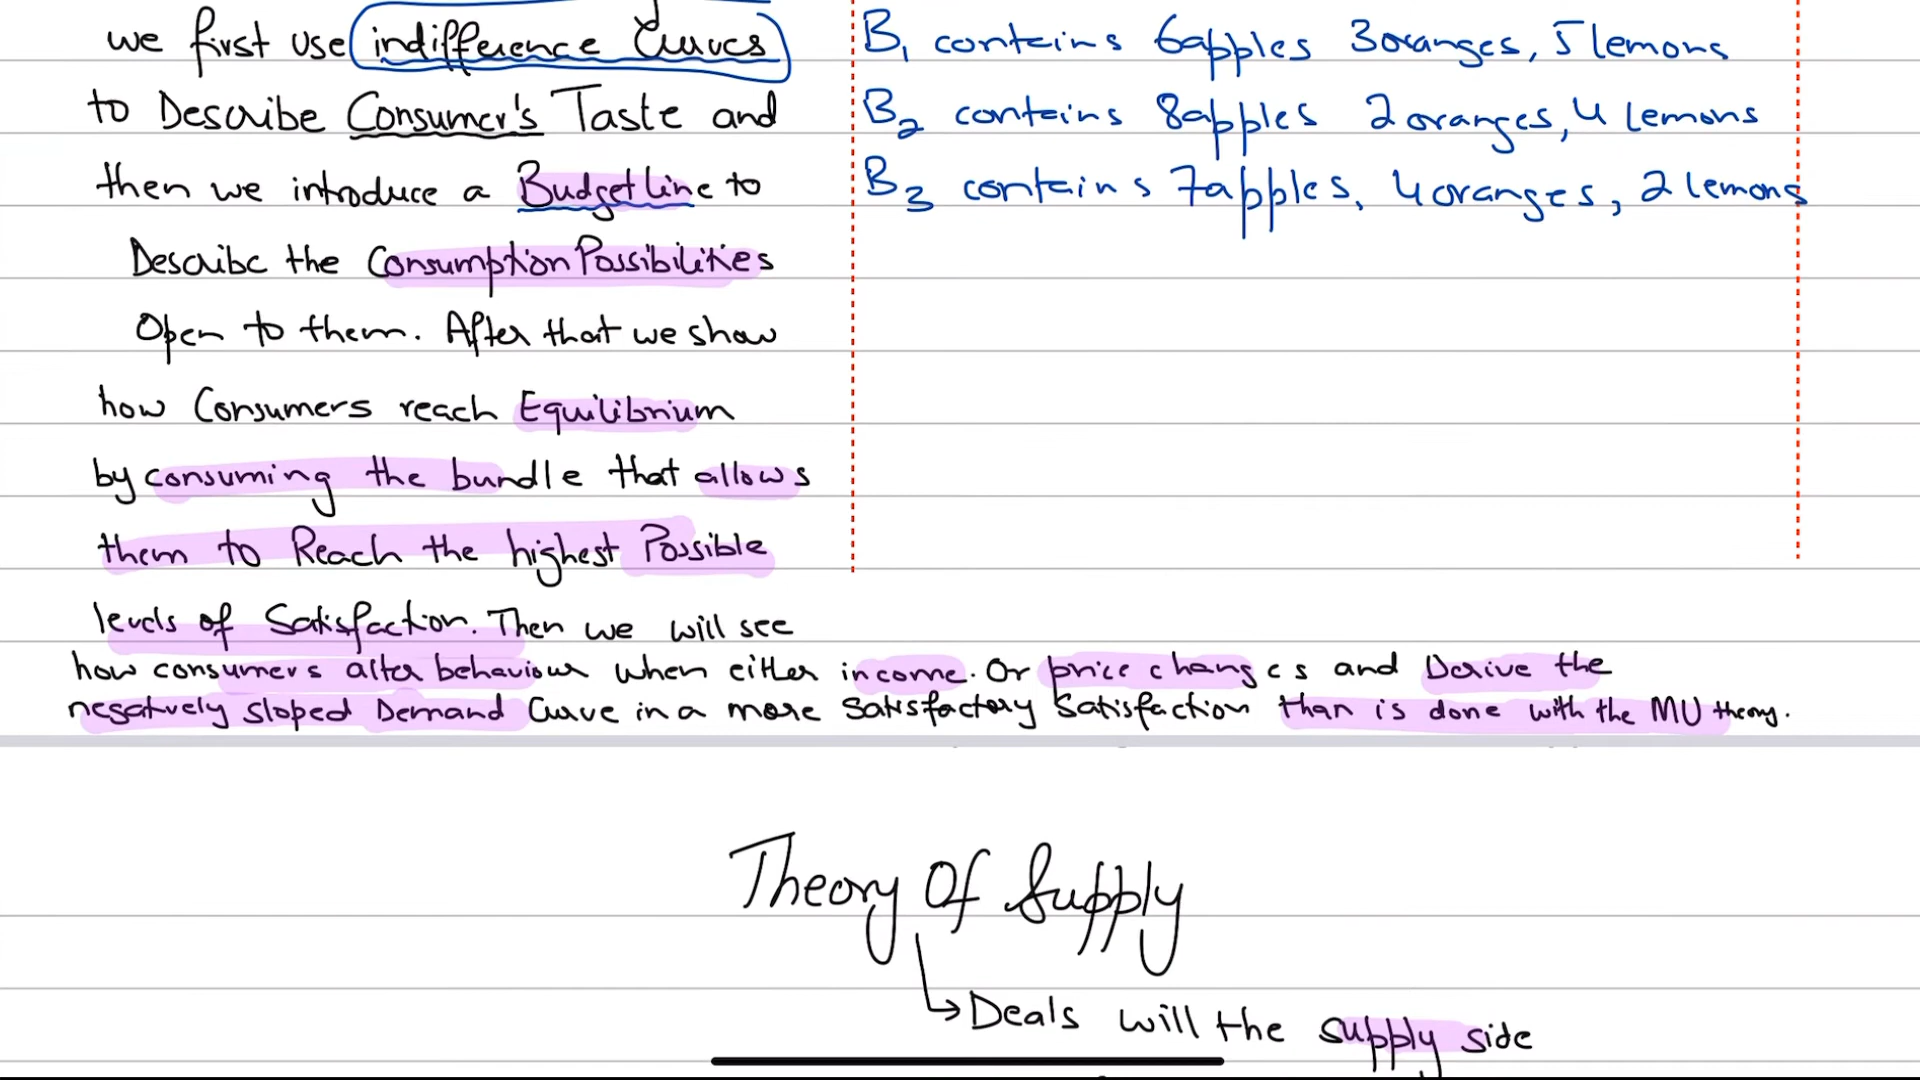 we first use indifference Curves
to Describe Consumer's Taste and
then we introduce a Budget Line to
Describe the Consumption Possibilities
Open to them. After that we show
how Consumers reach Equilibrium
by consuming the bundle that allows
them to Reach the highest Possible
levels of Satisfaction. Then we will see
B1 contains 6apples 3oranges, 5 lemons
B2 contains 8apples 2 oranges, 4 lemons
B3 contains 7apples, 4oranges, 2 lemons
how consumers alter behaviour when either income. Or price changes and Derive the
negatively sloped Demand Curve in a more Satisfactory Satisfaction than is done with the MU theory.
Theory Of Supply
↳ Deals will the supply side